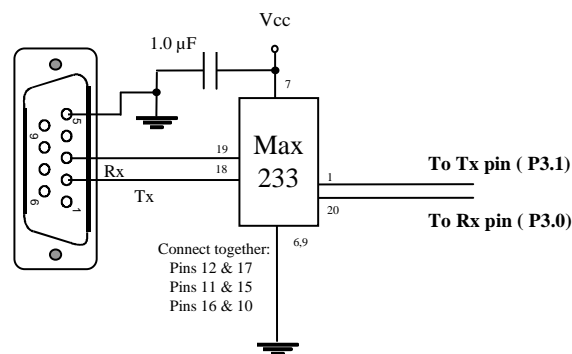 Vcc
1.0 µF
7
5
9
6
1
19
Rx
18
Tx
Max
233
1
To Tx pin ( P3.1)
20
To Rx pin ( P3.0)
6,9
Connect together:
Pins 12 & 17
Pins 11 & 15
Pins 16 & 10